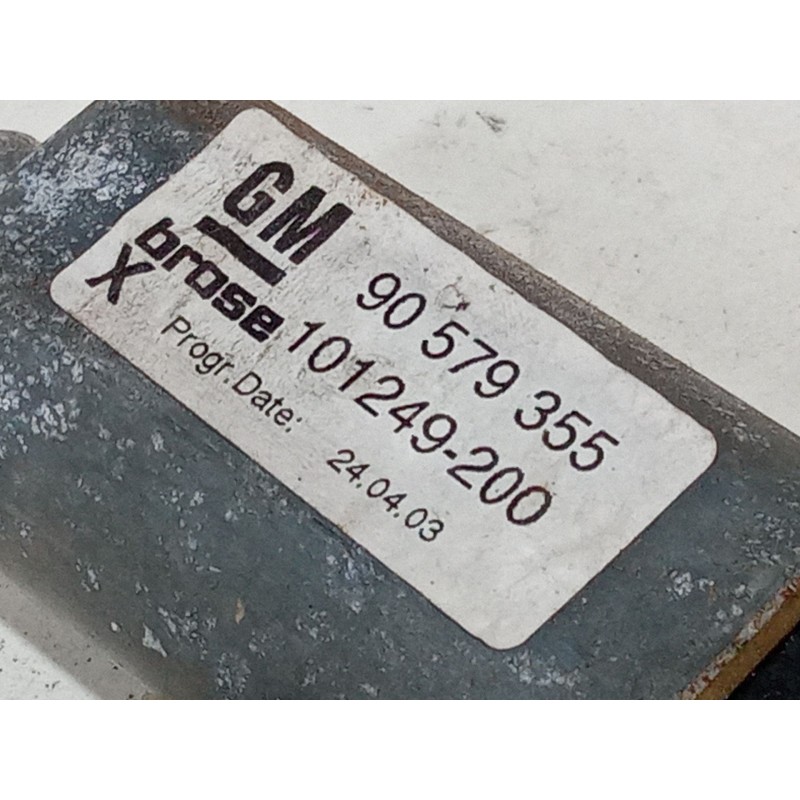 GM 90 579 355
brose 101249-200
X Progr. Date: 24.04.03